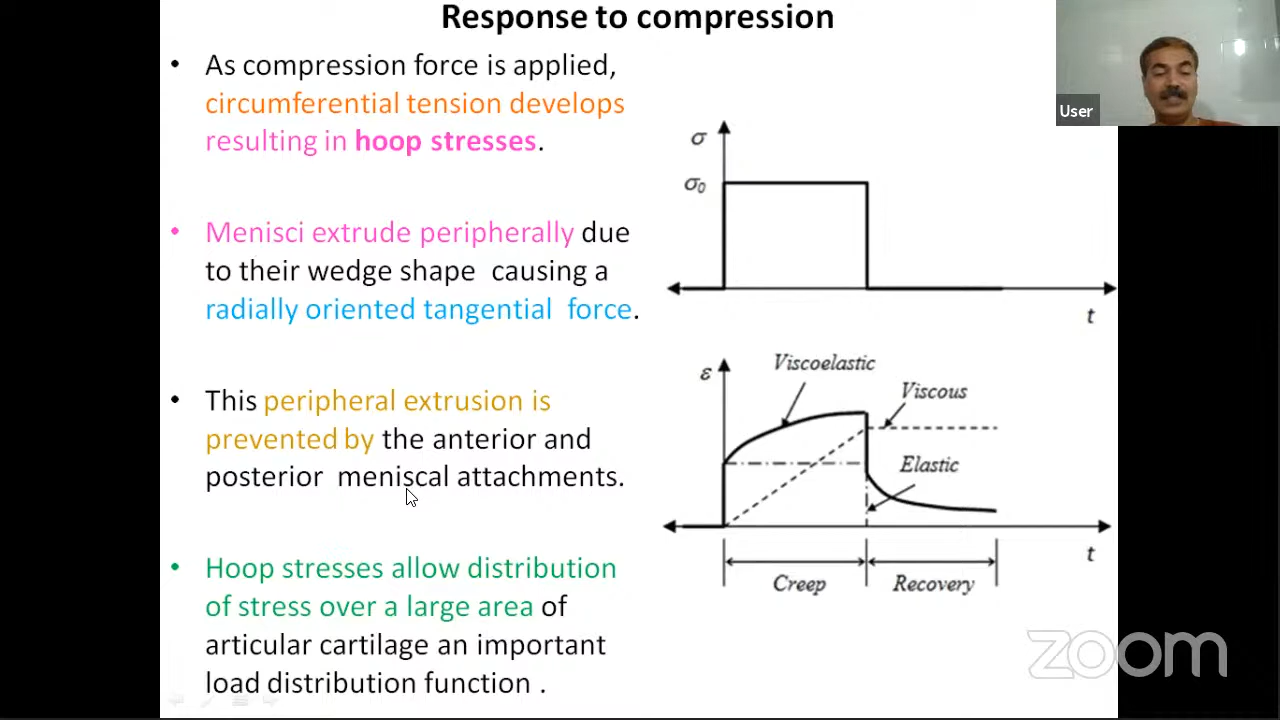 Response to compression
• As compression force is applied,
circumferential tension develops
resulting in hoop stresses.
• Menisci extrude peripherally due
to their wedge shape causing a
radially oriented tangential force.
• This peripheral extrusion is
prevented by the anterior and
posterior meniscal attachments.
• Hoop stresses allow distribution
of stress over a large area of
articular cartilage an important
load distribution function .
User
σ
σ0
t
ε
Viscoelastic
Viscous
Elastic
t
Creep
Recovery
zoom